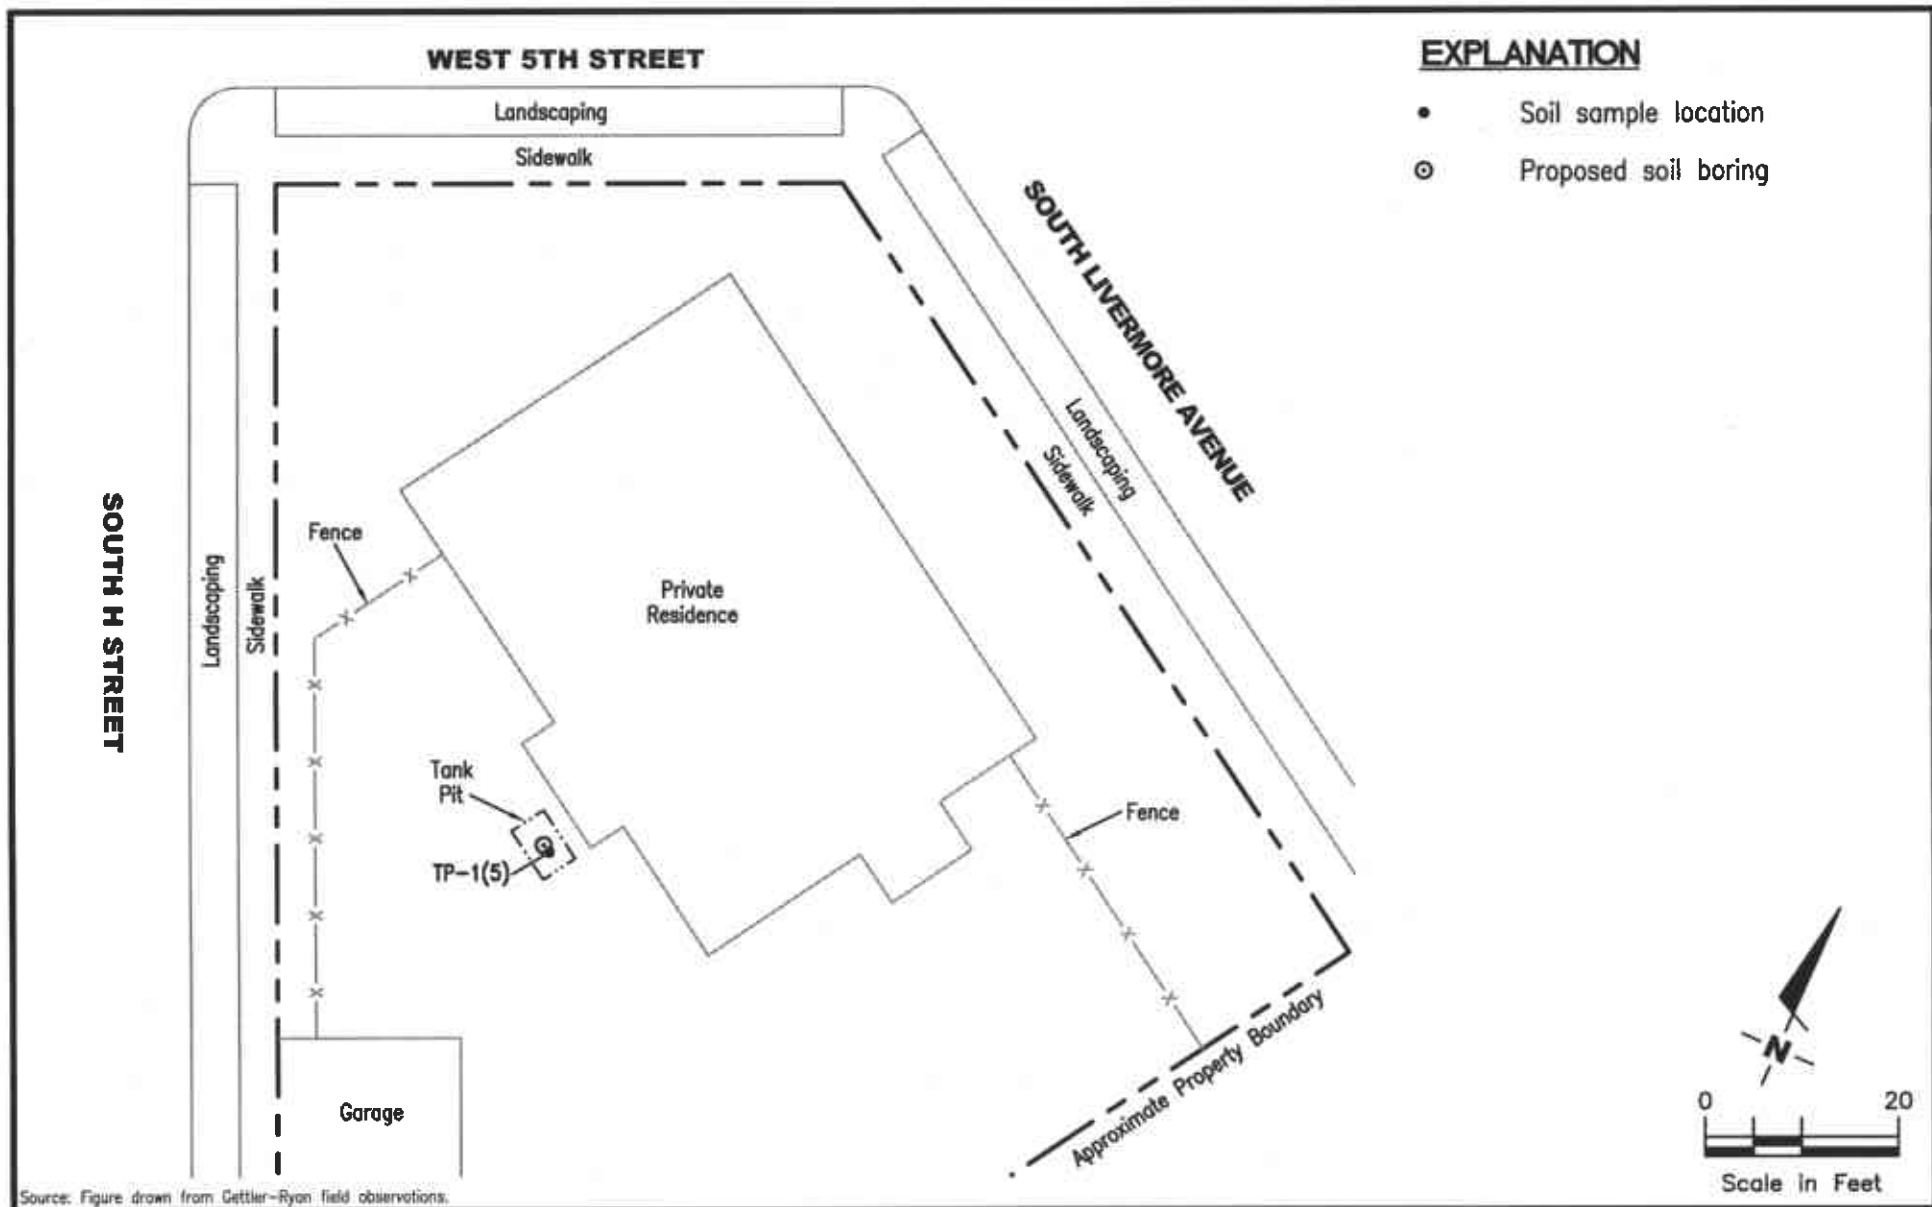 WEST 5TH STREET
EXPLANATION
Landscaping
Soil sample location
Sidewalk
Proposed soil boring
SOUTH LIVERMORE AVENUE
Landscaping
Sidewalk
SOUTH H STREET
Landscaping
Sidewalk
Fence
Private
Residence
Tank
Pit
TP-1(5)
Fence
Approximate Property Boundary
Garage
N
0 20
Scale in Feet
Source: Figure drawn from Gettler-Ryan field observations.